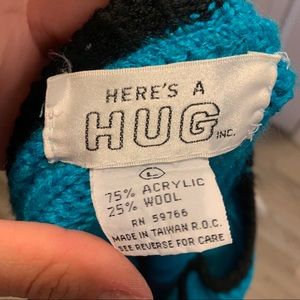 HERE'S A
HUG INC.
L
75% ACRYLIC
25% WOOL
RN 59766
MADE IN TAIWAN R.O.C.
SEE REVERSE FOR CARE